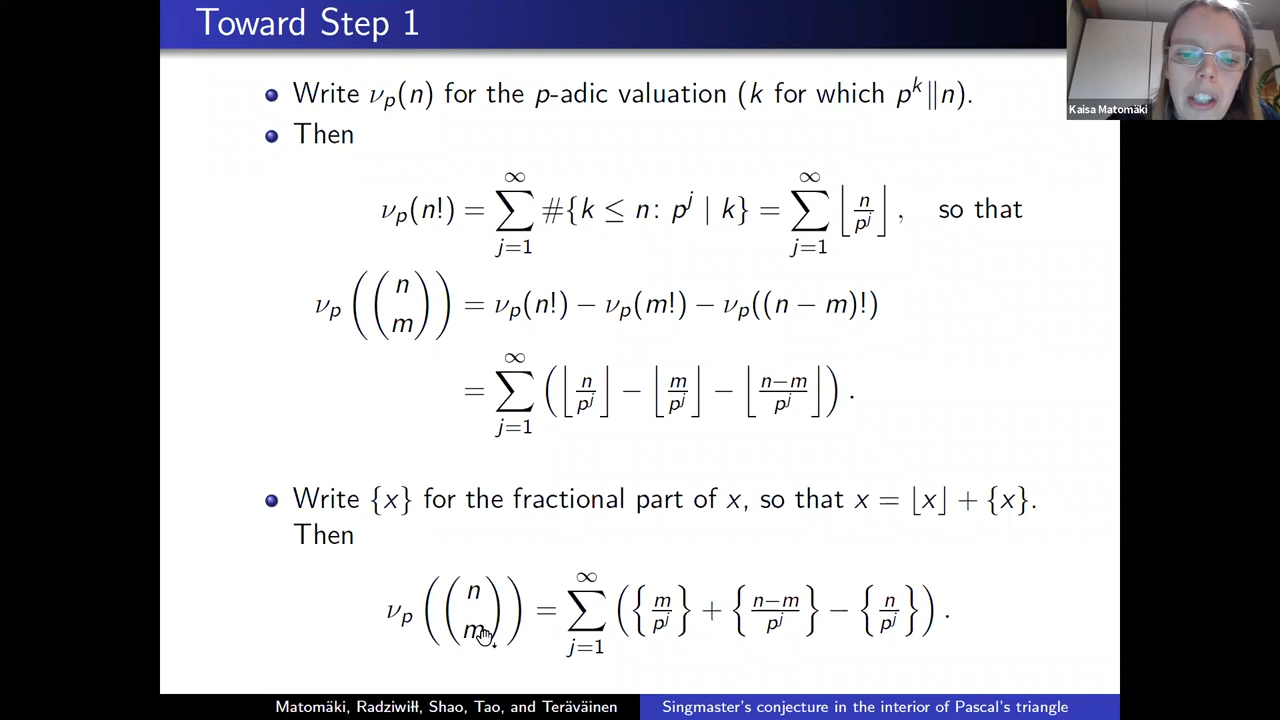 Toward Step 1
Kaisa Matomäki
• Write ν_p(n) for the p-adic valuation (k for which p^k ∥ n).
• Then
ν_p(n!) = ∑_{j=1}^{∞} #{k ≤ n: p^j | k} = ∑_{j=1}^{∞} ⌊n/p^j⌋, so that
ν_p((n m)) = ν_p(n!) − ν_p(m!) − ν_p((n − m)!)
= ∑_{j=1}^{∞} (⌊n/p^j⌋ − ⌊m/p^j⌋ − ⌊(n−m)/p^j⌋).
• Write {x} for the fractional part of x, so that x = ⌊x⌋ + {x}.
Then
ν_p((n m)) = ∑_{j=1}^{∞} ({m/p^j} + {(n−m)/p^j} − {n/p^j}).
Matomäki, Radziwiłł, Shao, Tao, and Teräväinen
Singmaster's conjecture in the interior of Pascal's triangle